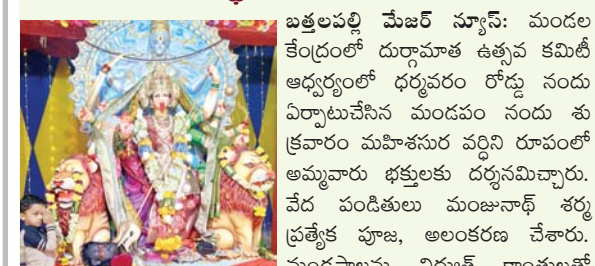 బత్తలపల్లి మేజర్ న్యూస్: మండల
కేంద్రంలో దుర్గామాత ఉత్సవ కమిటీ
ఆధ్వర్యంలో ధర్మవరం రోడ్డు నందు
ఏర్పాటుచేసిన మండపం నందు శు
క్రవారం మహిశసుర వర్ధిని రూపంలో
అమ్మవారు భక్తులకు దర్శనమిచ్చారు.
వేద పండితులు మంజునాథ్ శర్మ
ప్రత్యేక పూజ, అలంకరణ చేశారు.